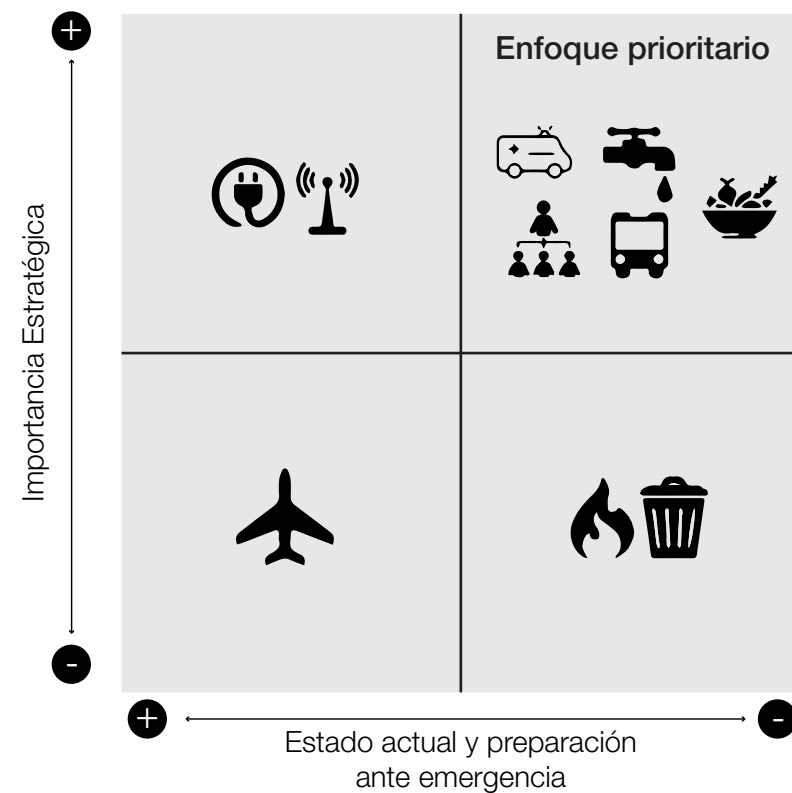 +
Enfoque prioritario
Importancia Estratégica
-
+
-
Estado actual y preparación
ante emergencia